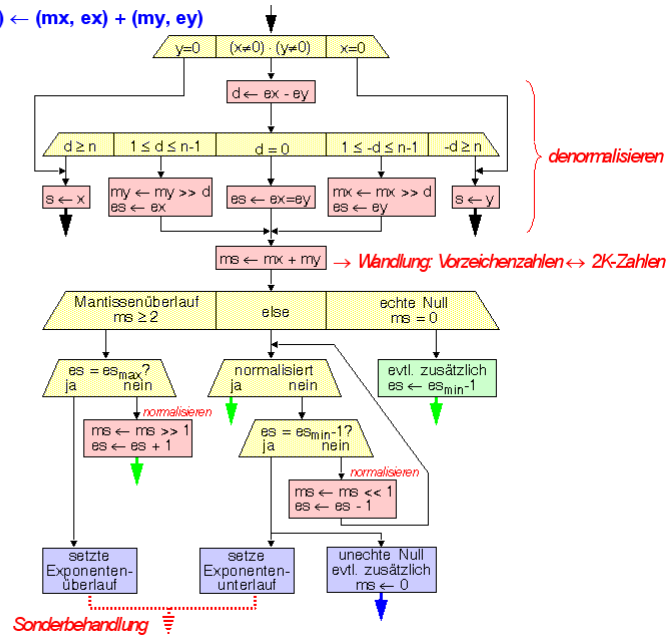 ) ← (mx, ex) + (my, ey)
y=0 (x≠0) · (y≠0) x=0
d ← ex - ey
d ≥ n 1 ≤ d ≤ n-1 d = 0 1 ≤ -d ≤ n-1 -d ≥ n
denormalisieren
s ← x
my ← my >> d
es ← ex
es ← ex=ey
mx ← mx >> d
es ← ey
s ← y
ms ← mx + my
→ Wandlung: Vorzeichenzahlen ↔ 2K-Zahlen
Mantissenüberlauf
ms ≥ 2
else
echte Null
ms = 0
es = esmax?
ja nein
normalisiert
ja nein
evtl. zusätzlich
es ← esmin-1
normalisieren
ms ← ms >> 1
es ← es + 1
es = esmin-1?
ja nein
normalisieren
ms ← ms << 1
es ← es - 1
setzte
Exponenten-
überlauf
setze
Exponenten-
unterlauf
unechte Null
evtl. zusätzlich
ms ← 0
Sonderbehandlung